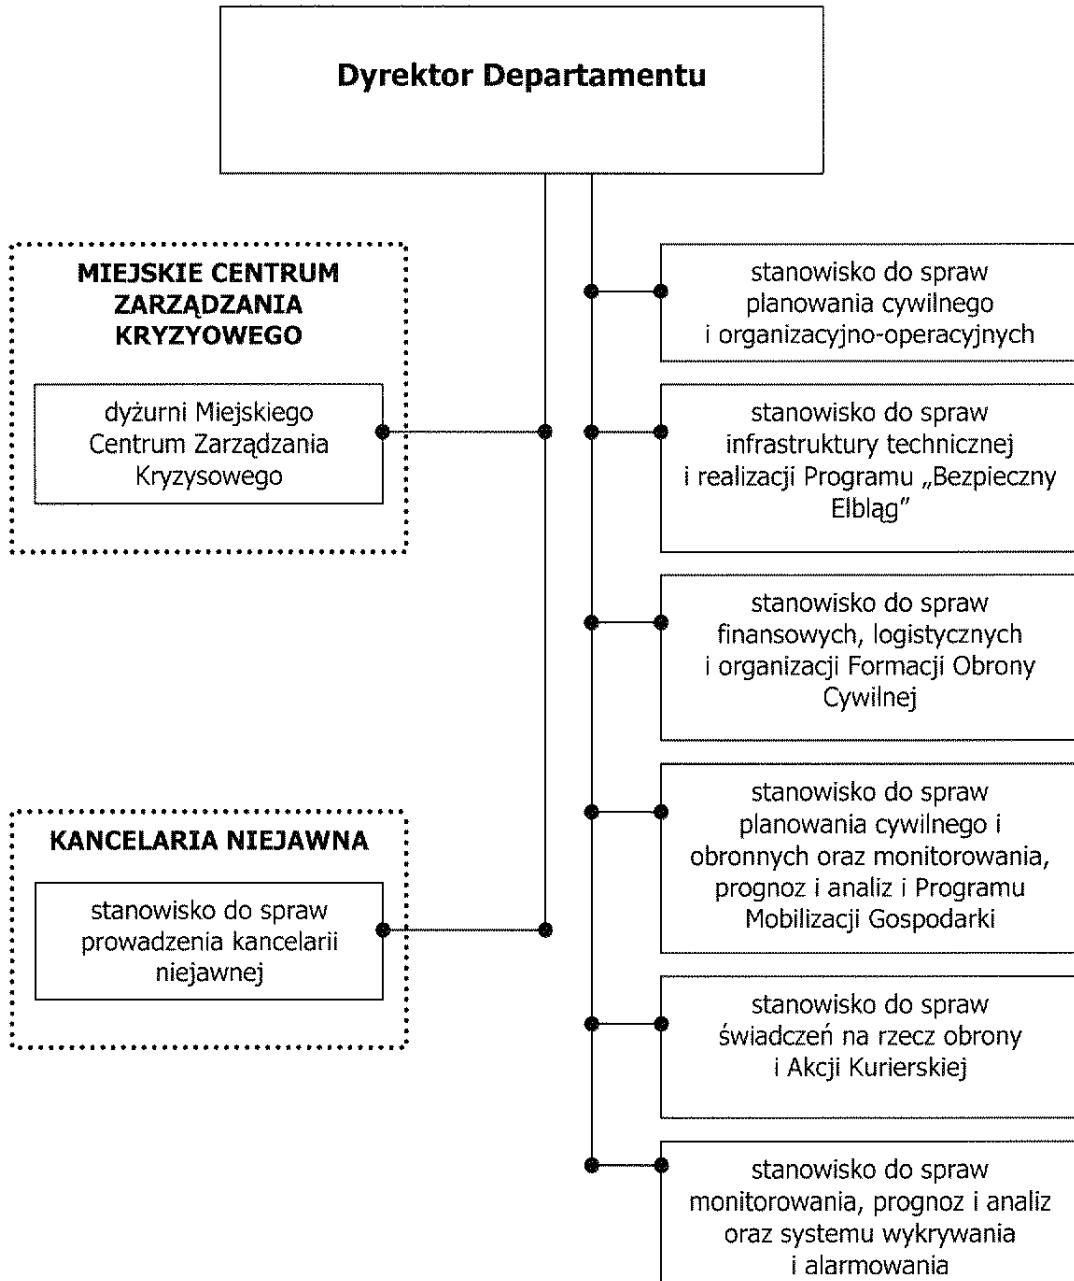 Dyrektor Departamentu
MIEJSKIE CENTRUM
ZARZĄDZANIA
KRYZYOWEGO
dyżurni Miejskiego
Centrum Zarządzania
Kryzysowego
KANCELARIA NIEJAWNA
stanowisko do spraw
prowadzenia kancelarii
niejawnej
stanowisko do spraw
planowania cywilnego
i organizacyjno-operacyjnych
stanowisko do spraw
infrastruktury technicznej
i realizacji Programu „Bezpieczny
Elbląg”
stanowisko do spraw
finansowych, logistycznych
i organizacji Formacji Obrony
Cywilnej
stanowisko do spraw
planowania cywilnego i
obronnych oraz monitorowania,
prognoz i analiz i Programu
Mobilizacji Gospodarki
stanowisko do spraw
świadczeń na rzecz obrony
i Akcji Kurierskiej
stanowisko do spraw
monitorowania, prognoz i analiz
oraz systemu wykrywania
i alarmowania